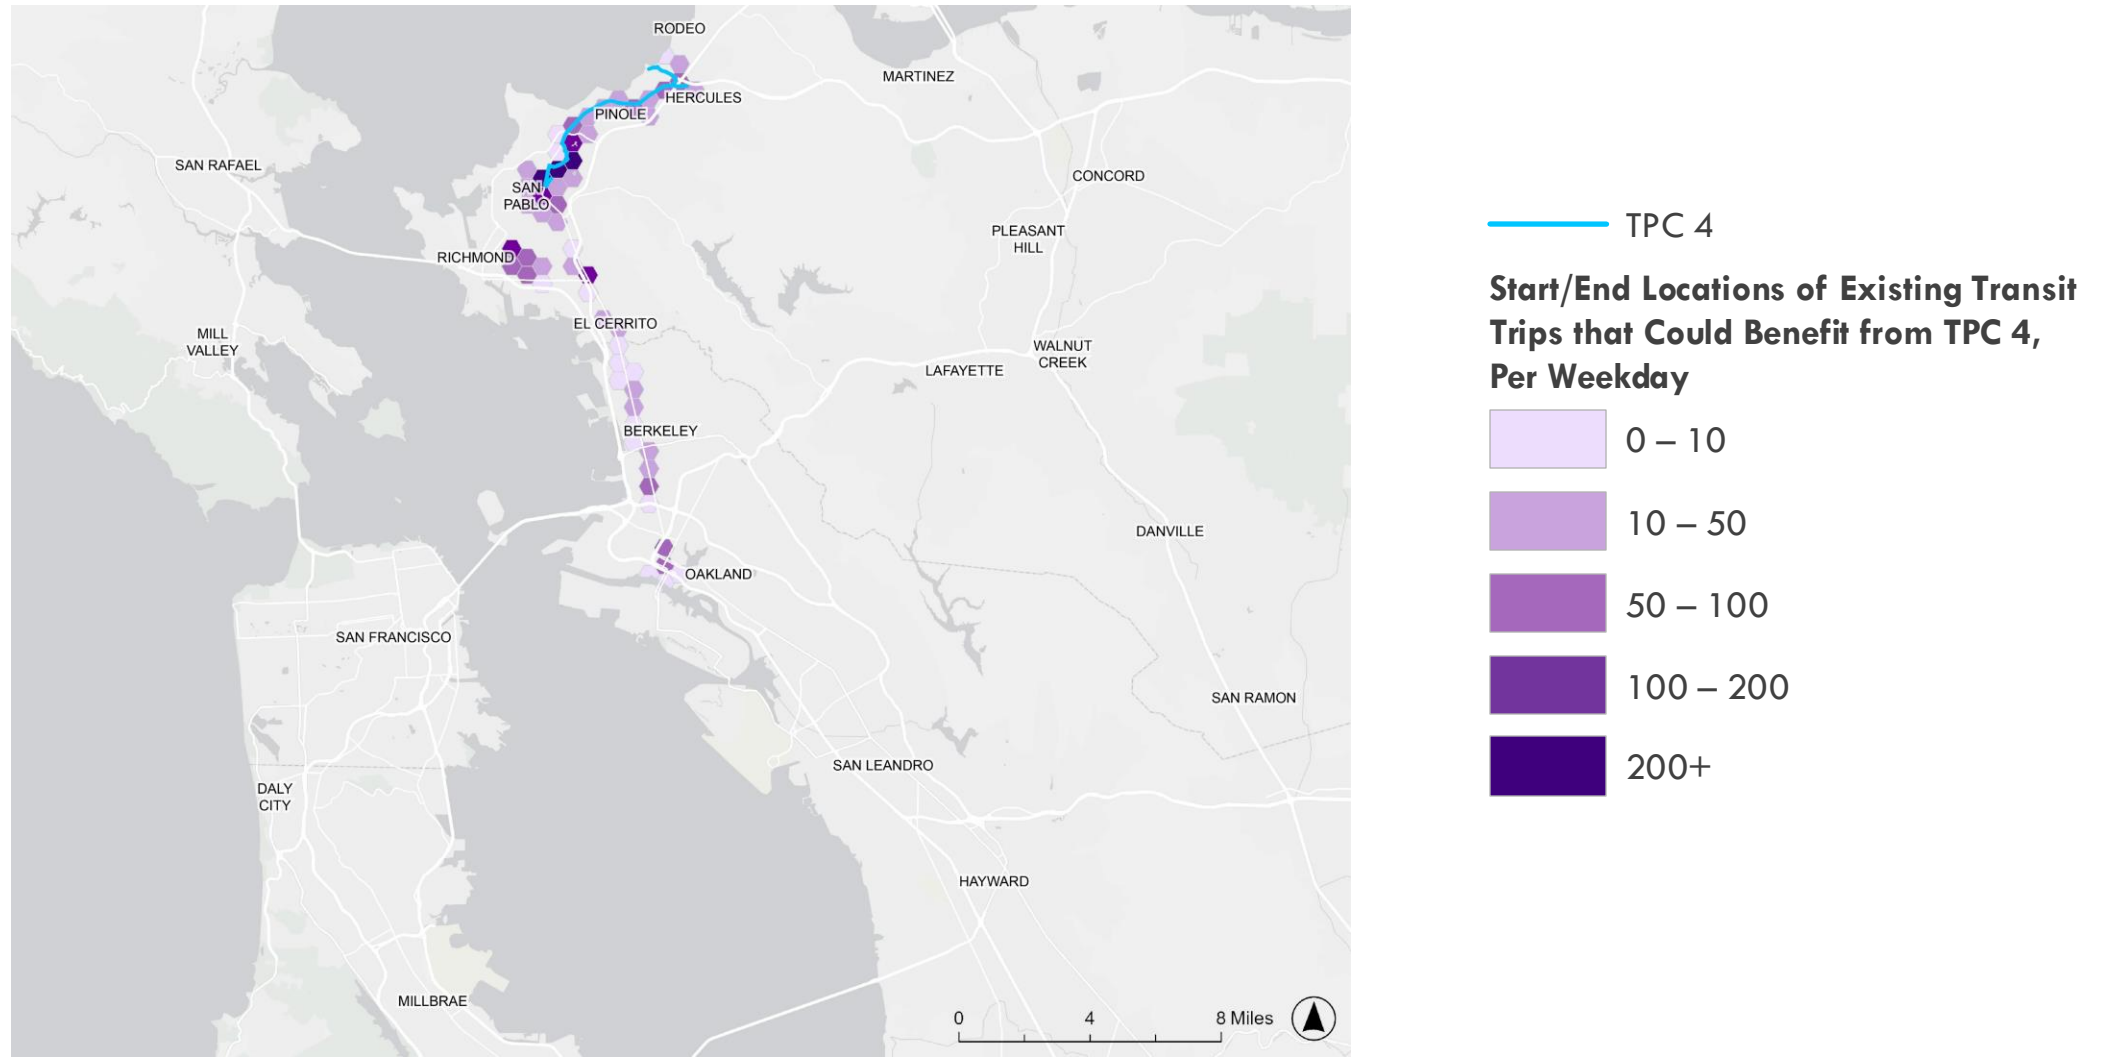 RODEO
MARTINEZ
HERCULES
PINOLE
SAN RAFAEL
CONCORD
SAN
PABLO
PLEASANT
HILL
RICHMOND
EL CERRITO
MILL
VALLEY
WALNUT
CREEK
LAFAYETTE
BERKELEY
DANVILLE
OAKLAND
SAN FRANCISCO
SAN RAMON
SAN LEANDRO
DALY
CITY
HAYWARD
MILLBRAE
0 4 8 Miles
TPC 4
Start/End Locations of Existing Transit
Trips that Could Benefit from TPC 4,
Per Weekday
0 – 10
10 – 50
50 – 100
100 – 200
200+